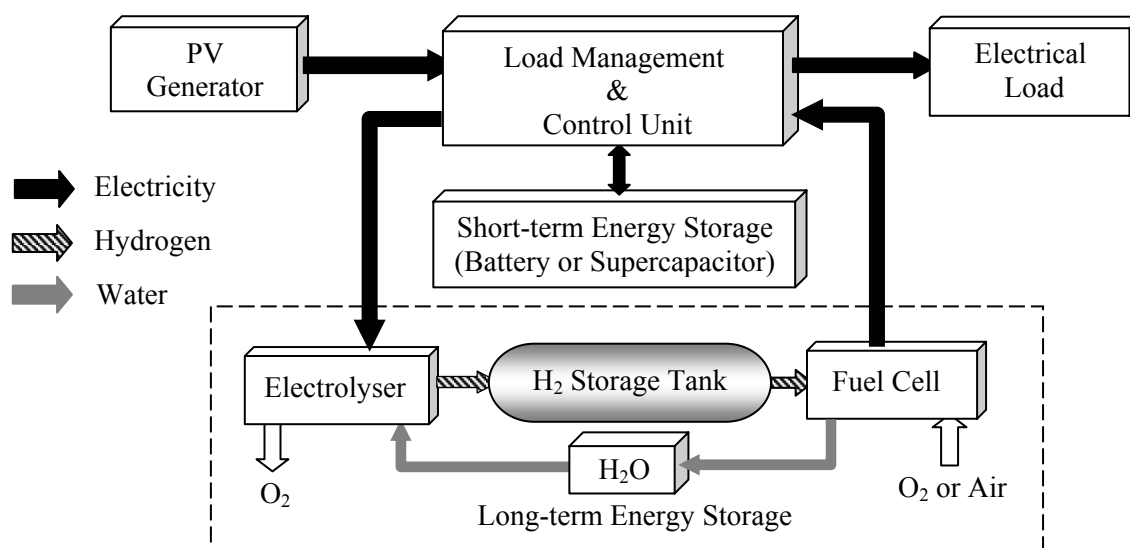 PV
Generator
Load Management
&
Control Unit
Electrical
Load
Electricity
Hydrogen
Water
Short-term Energy Storage
(Battery or Supercapacitor)
Electrolyser
H₂ Storage Tank
Fuel Cell
H₂O
O₂
O₂ or Air
Long-term Energy Storage